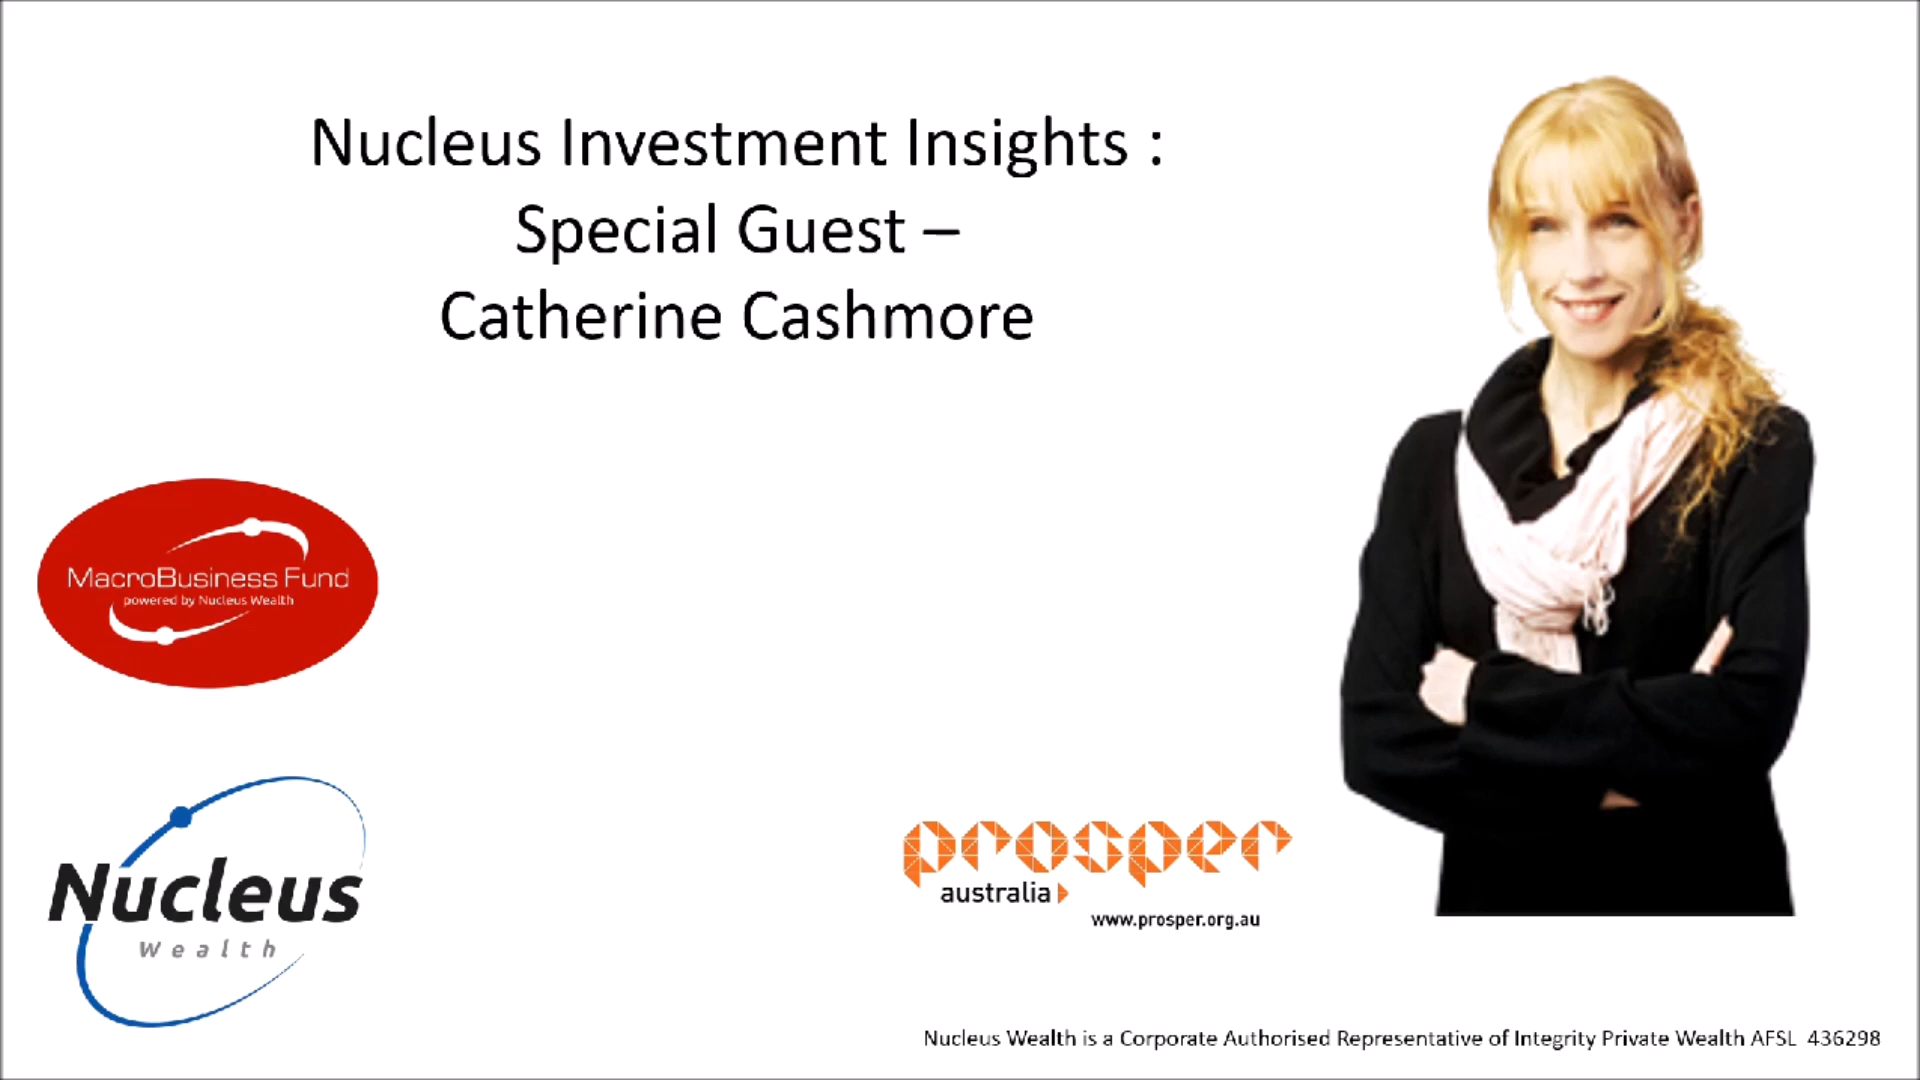 Nucleus Investment Insights :
Special Guest –
Catherine Cashmore
MacroBusiness Fund
powered by Nucleus Wealth
Nucleus
Wealth
prosper
australia
www.prosper.org.au
Nucleus Wealth is a Corporate Authorised Representative of Integrity Private Wealth AFSL 436298